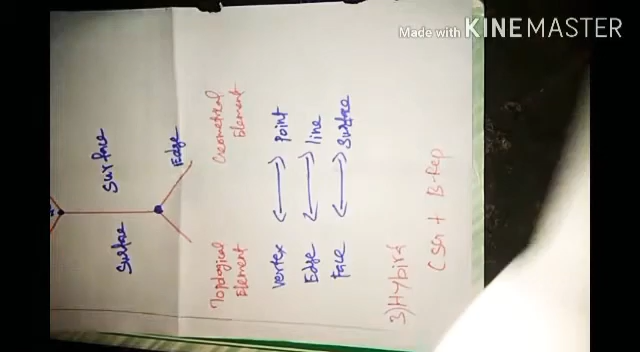 Made with KINEMASTER
Surface Surface
Edge
Topological Geometrical
Element Element
Vertex ⟷ Point
Edge ⟷ line
Face ⟷ Surface
3) Hybrid
CSG + B-Rep